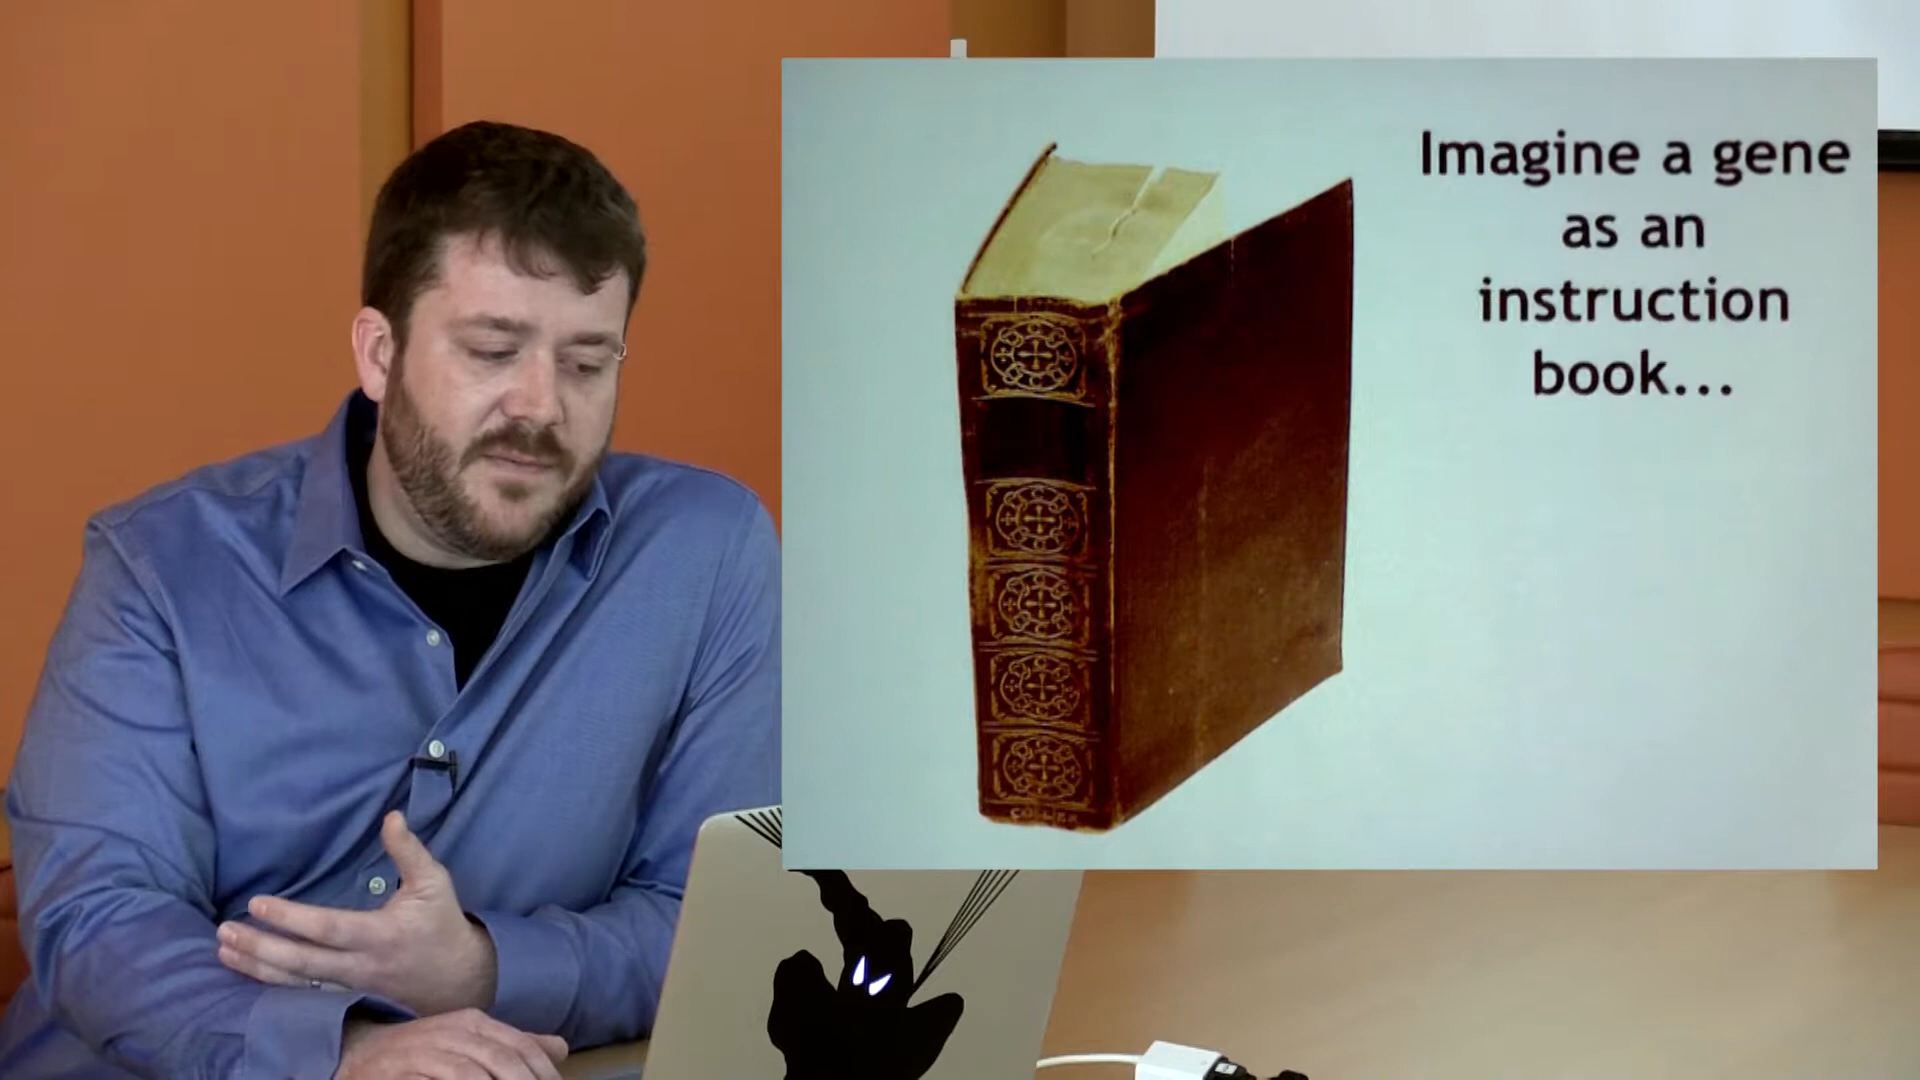 Imagine a gene
as an
instruction
book...